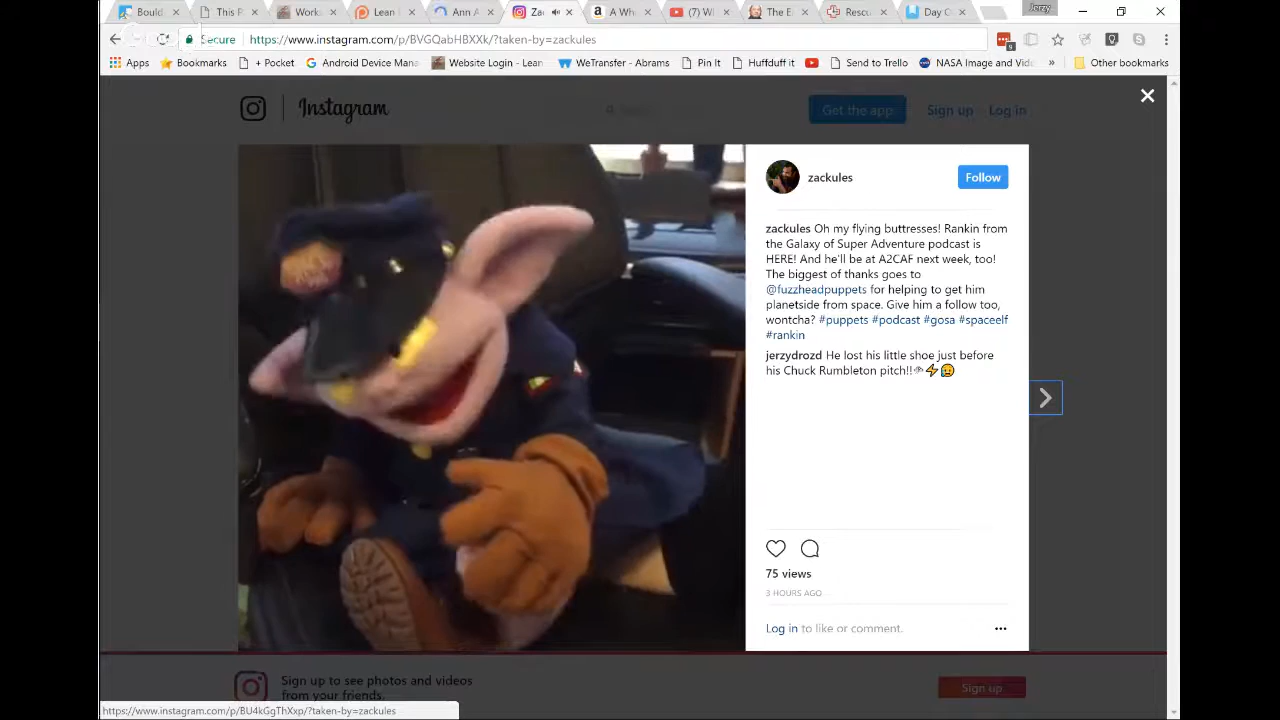 Bould
This P
Works
Lean
Ann A
Za
A Wh
(7) W
The E
Rescu
Day C
Jerzy
Secure https://www.instagram.com/p/BVGQabHBXXk/?taken-by=zackules
9
Apps Bookmarks + Pocket Android Device Mana Website Login - Lean WeTransfer - Abrams Pin It Huffduff it Send to Trello NASA Image and Vide » Other bookmarks
Instagram Get the app Sign up Log in
zackules Follow
zackules Oh my flying buttresses! Rankin from
the Galaxy of Super Adventure podcast is
HERE! And he'll be at A2CAF next week, too!
The biggest of thanks goes to
@fuzzheadpuppets for helping to get him
planetside from space. Give him a follow too,
wontcha? #puppets #podcast #gosa #spaceelf
#rankin
jerzydrozd He lost his little shoe just before
his Chuck Rumbleton pitch!!
75 views
3 HOURS AGO
Log in to like or comment.
Sign up to see photos and videos
from your friends.
Sign up
https://www.instagram.com/p/BU4kGgThXxp/?taken-by=zackules